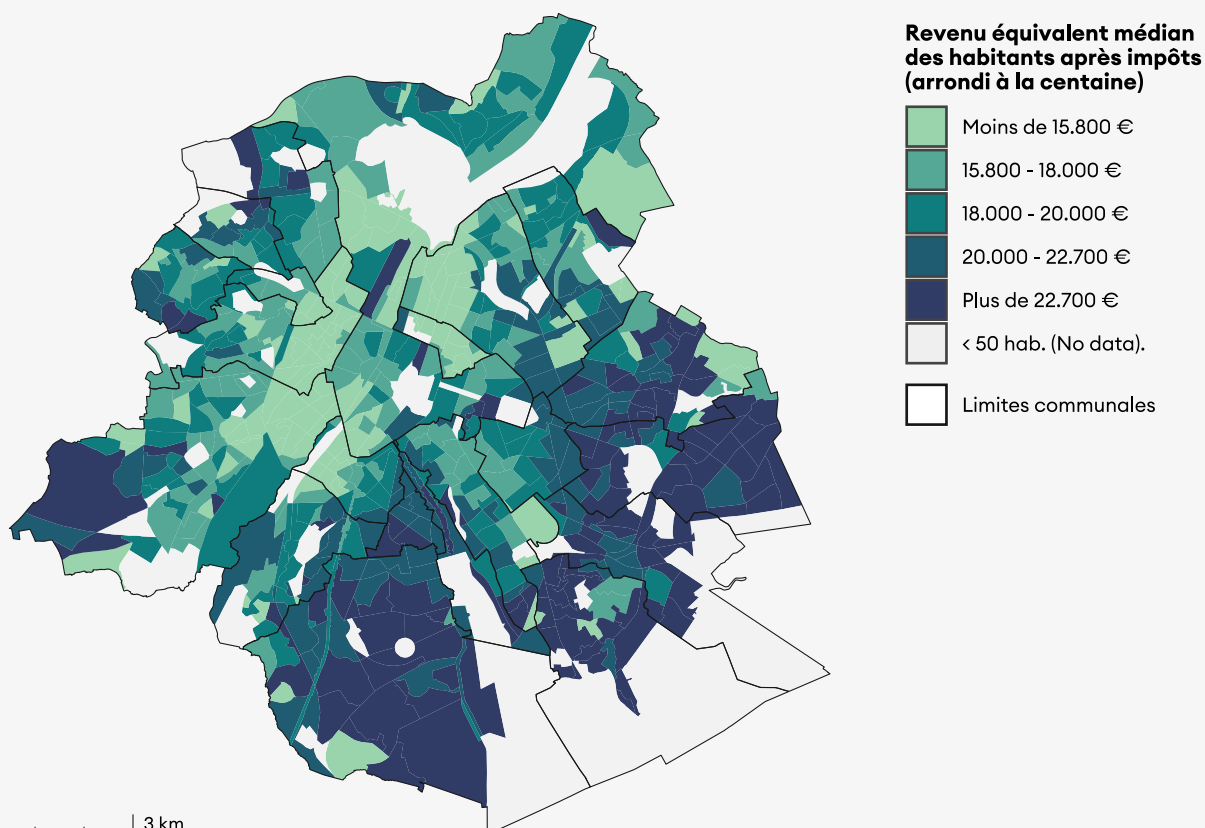 Revenu équivalent médian
des habitants après impôts
(arrondi à la centaine)
Moins de 15.800 €
15.800 - 18.000 €
18.000 - 20.000 €
20.000 - 22.700 €
Plus de 22.700 €
< 50 hab. (No data).
Limites communales
3 km